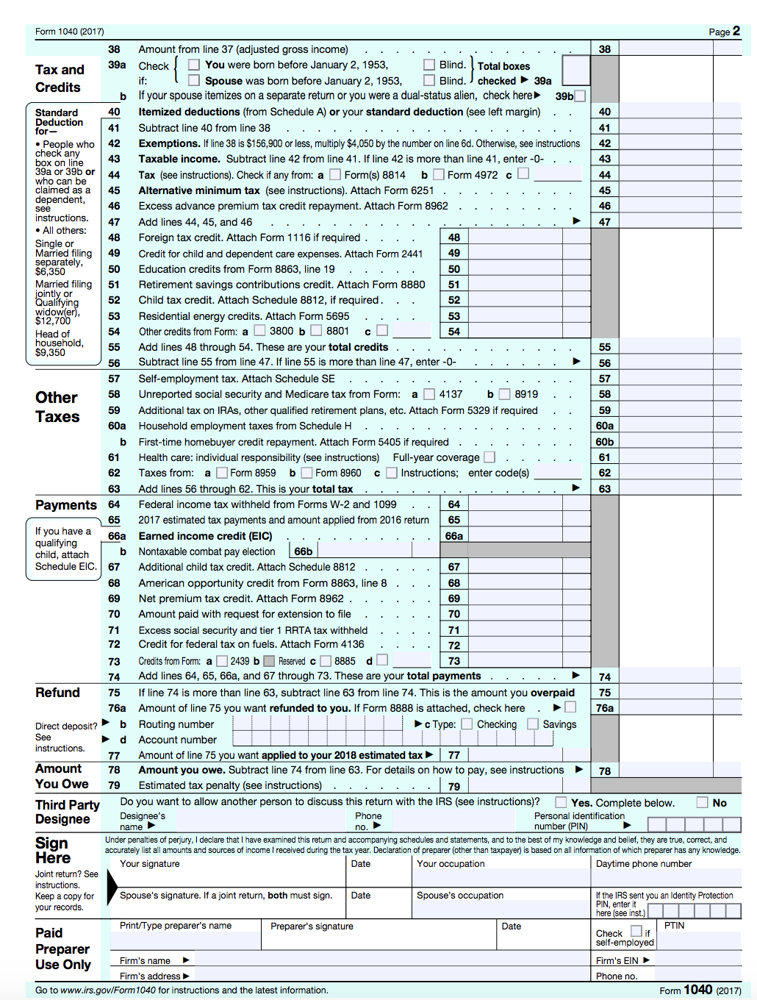 Form 1040 (2017) Page 2
38 Amount from line 37 (adjusted gross income) . . . . . . . . . . . . . . 38
Tax and Credits
39a Check if: { You were born before January 2, 1953, Blind. } Total boxes
Spouse was born before January 2, 1953, Blind. checked ▶ 39a
b If your spouse itemizes on a separate return or you were a dual-status alien, check here ▶ 39b
Standard Deduction for—
• People who check any box on line 39a or 39b or who can be claimed as a dependent, see instructions.
• All others:
Single or Married filing separately, $6,350
Married filing jointly or Qualifying widow(er), $12,700
Head of household, $9,350
40 Itemized deductions (from Schedule A) or your standard deduction (see left margin) . . 40
41 Subtract line 40 from line 38 . . . . . . . . . . . . . . . . . . 41
42 Exemptions. If line 38 is $156,900 or less, multiply $4,050 by the number on line 6d. Otherwise, see instructions 42
43 Taxable income. Subtract line 42 from line 41. If line 42 is more than line 41, enter -0- . . 43
44 Tax (see instructions). Check if any from: a Form(s) 8814 b Form 4972 c 44
45 Alternative minimum tax (see instructions). Attach Form 6251 . . . . . . . . . 45
46 Excess advance premium tax credit repayment. Attach Form 8962 . . . . . . . . 46
47 Add lines 44, 45, and 46 . . . . . . . . . . . . . . . . . . . ▶ 47
48 Foreign tax credit. Attach Form 1116 if required . . . . 48
49 Credit for child and dependent care expenses. Attach Form 2441 49
50 Education credits from Form 8863, line 19 . . . . . 50
51 Retirement savings contributions credit. Attach Form 8880 51
52 Child tax credit. Attach Schedule 8812, if required . . . 52
53 Residential energy credits. Attach Form 5695 . . . . 53
54 Other credits from Form: a 3800 b 8801 c 54
55 Add lines 48 through 54. These are your total credits . . . . . . . . . . . . 55
56 Subtract line 55 from line 47. If line 55 is more than line 47, enter -0- . . . . . . ▶ 56
Other Taxes
57 Self-employment tax. Attach Schedule SE . . . . . . . . . . . . . . 57
58 Unreported social security and Medicare tax from Form: a 4137 b 8919 . . 58
59 Additional tax on IRAs, other qualified retirement plans, etc. Attach Form 5329 if required . . 59
60a Household employment taxes from Schedule H . . . . . . . . . . . . . 60a
b First-time homebuyer credit repayment. Attach Form 5405 if required . . . . . . . . 60b
61 Health care: individual responsibility (see instructions) Full-year coverage . . . . . 61
62 Taxes from: a Form 8959 b Form 8960 c Instructions; enter code(s) 62
63 Add lines 56 through 62. This is your total tax . . . . . . . . . . . . . ▶ 63
Payments
64 Federal income tax withheld from Forms W-2 and 1099 . . 64
65 2017 estimated tax payments and amount applied from 2016 return 65
If you have a qualifying child, attach Schedule EIC.
66a Earned income credit (EIC) . . . . . . . . . . 66a
b Nontaxable combat pay election 66b
67 Additional child tax credit. Attach Schedule 8812 . . . . . 67
68 American opportunity credit from Form 8863, line 8 . . . 68
69 Net premium tax credit. Attach Form 8962 . . . . . . 69
70 Amount paid with request for extension to file . . . . 70
71 Excess social security and tier 1 RRTA tax withheld . . . . 71
72 Credit for federal tax on fuels. Attach Form 4136 . . . . 72
73 Credits from Form: a 2439 b Reserved c 8885 d 73
74 Add lines 64, 65, 66a, and 67 through 73. These are your total payments . . . . . ▶ 74
Refund
75 If line 74 is more than line 63, subtract line 63 from line 74. This is the amount you overpaid 75
76a Amount of line 75 you want refunded to you. If Form 8888 is attached, check here . ▶ 76a
Direct deposit? See instructions.
▶ b Routing number ▶ c Type: Checking Savings
▶ d Account number
77 Amount of line 75 you want applied to your 2018 estimated tax ▶ 77
Amount You Owe
78 Amount you owe. Subtract line 74 from line 63. For details on how to pay, see instructions ▶ 78
79 Estimated tax penalty (see instructions) . . . . . . . 79
Third Party Designee
Do you want to allow another person to discuss this return with the IRS (see instructions)? Yes. Complete below. No
Designee's name ▶ Phone no. ▶ Personal identification number (PIN) ▶
Sign Here
Under penalties of perjury, I declare that I have examined this return and accompanying schedules and statements, and to the best of my knowledge and belief, they are true, correct, and
accurately list all amounts and sources of income I received during the tax year. Declaration of preparer (other than taxpayer) is based on all information of which preparer has any knowledge.
Joint return? See instructions.
Keep a copy for your records.
Your signature Date Your occupation Daytime phone number
Spouse's signature. If a joint return, both must sign. Date Spouse's occupation If the IRS sent you an Identity Protection PIN, enter it here (see inst.)
Paid Preparer Use Only
Print/Type preparer's name Preparer's signature Date Check if self-employed PTIN
Firm's name ▶ Firm's EIN ▶
Firm's address ▶ Phone no.
Go to www.irs.gov/Form1040 for instructions and the latest information. Form 1040 (2017)